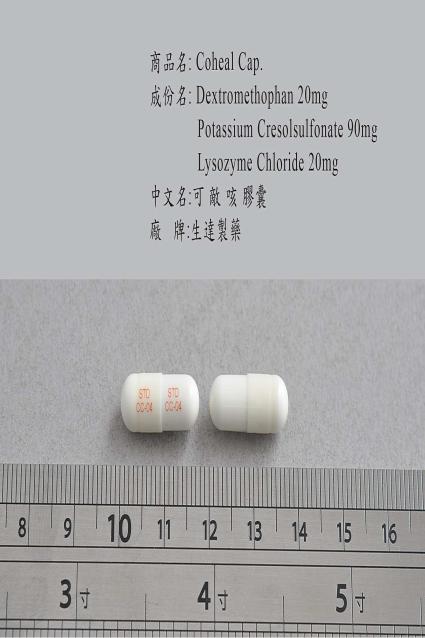 商品名: Coheal Cap.
成份名: Dextromethophan 20mg
Potassium Cresolsulfonate 90mg
Lysozyme Chloride 20mg
中文名:可 敵 咳 膠囊
廠 牌:生達製藥
STD STD
CC-04 CC-04
8 9 10 11 12 13 14 15 16
3寸 4寸 5寸